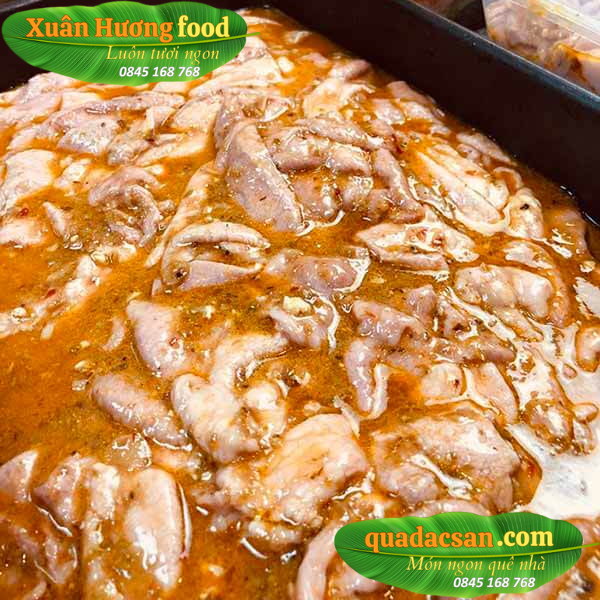 Xuân Hương food
Luôn tươi ngon
0845 168 768
quadacsan.com
Món ngon quê nhà
0845 168 768